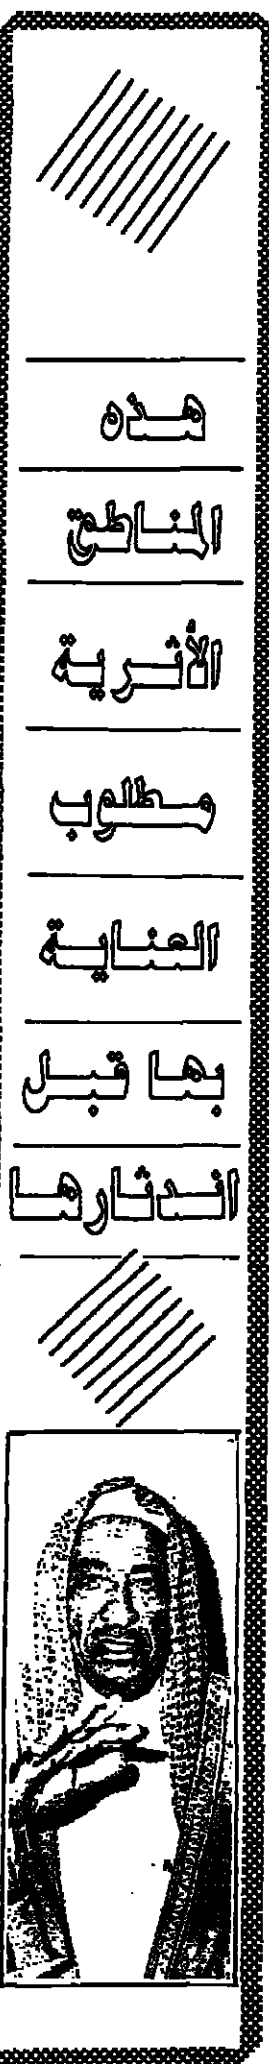 هذه
المناطق
الأثرية
مطلوب
العناية
بها قبل
اندثارها